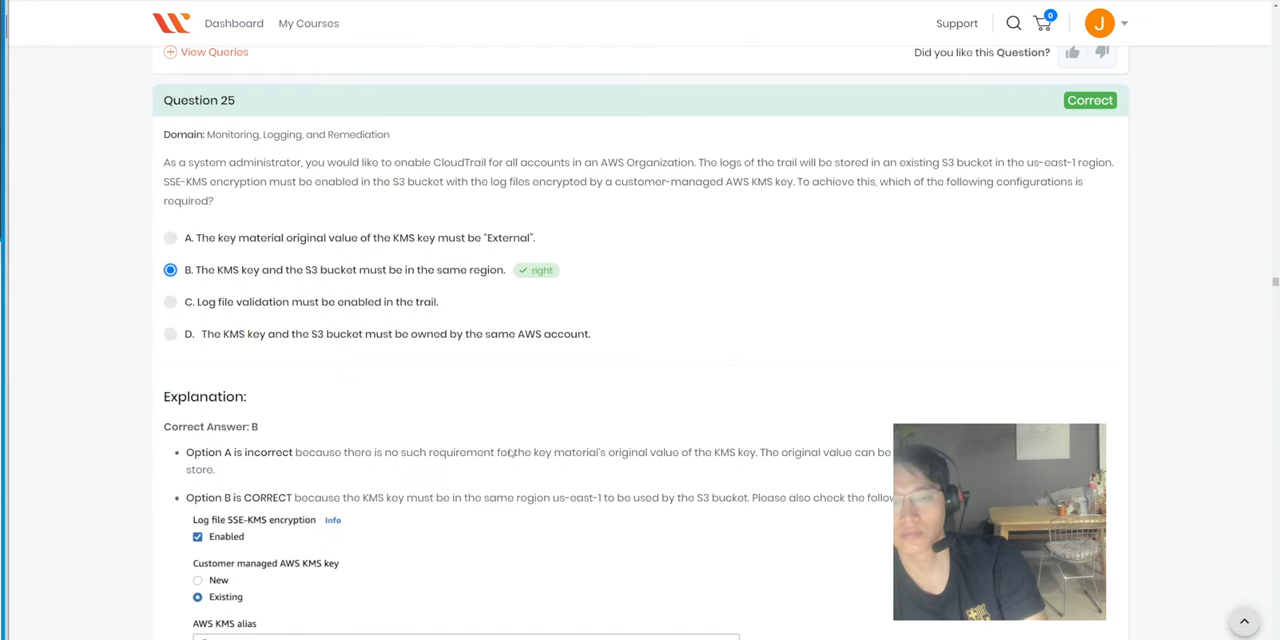 Dashboard My Courses Support 0 J
View Queries Did you like this Question?
Question 25 Correct
Domain: Monitoring, Logging, and Remediation
As a system administrator, you would like to enable CloudTrail for all accounts in an AWS Organization. The logs of the trail will be stored in an existing S3 bucket in the us-east-1 region.
SSE-KMS encryption must be enabled in the S3 bucket with the log files encrypted by a customer-managed AWS KMS key. To achieve this, which of the following configurations is
required?
A. The key material original value of the KMS key must be "External".
B. The KMS key and the S3 bucket must be in the same region. right
C. Log file validation must be enabled in the trail.
D. The KMS key and the S3 bucket must be owned by the same AWS account.
Explanation:
Correct Answer: B
Option A is incorrect because there is no such requirement for the key material's original value of the KMS key. The original value can be
store.
Option B is CORRECT because the KMS key must be in the same region us-east-1 to be used by the S3 bucket. Please also check the follow
Log file SSE-KMS encryption Info
Enabled
Customer managed AWS KMS key
New
Existing
AWS KMS alias